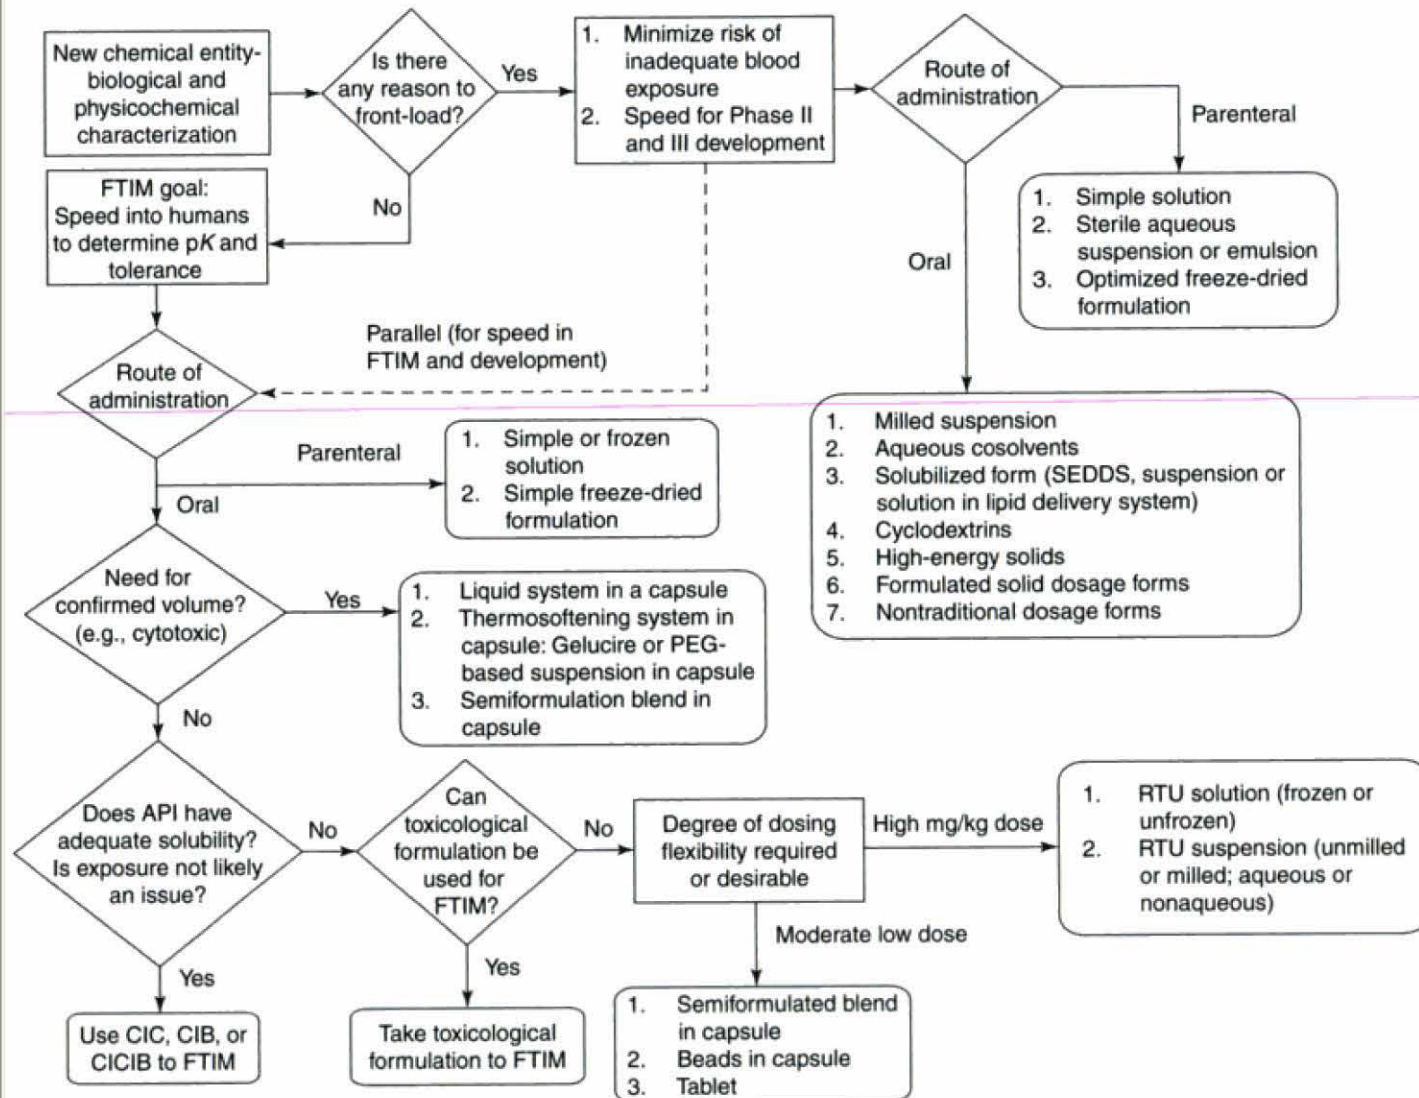 New chemical entity-
biological and
physicochemical
characterization
Is there
any reason to
front-load?
Yes
1. Minimize risk of
inadequate blood
exposure
2. Speed for Phase II
and III development
Route of
administration
Parenteral
1. Simple solution
2. Sterile aqueous
suspension or emulsion
3. Optimized freeze-dried
formulation
No
FTIM goal:
Speed into humans
to determine pK and
tolerance
Oral
Parallel (for speed in
FTIM and development)
Route of
administration
1. Milled suspension
2. Aqueous cosolvents
3. Solubilized form (SEDDS, suspension or
solution in lipid delivery system)
4. Cyclodextrins
5. High-energy solids
6. Formulated solid dosage forms
7. Nontraditional dosage forms
Parenteral
1. Simple or frozen
solution
2. Simple freeze-dried
formulation
Oral
Need for
confirmed volume?
(e.g., cytotoxic)
Yes
1. Liquid system in a capsule
2. Thermosoftening system in
capsule: Gelucire or PEG-
based suspension in capsule
3. Semiformulation blend in
capsule
No
Does API have
adequate solubility?
Is exposure not likely
an issue?
No
Can
toxicological
formulation be
used for
FTIM?
No
Degree of dosing
flexibility required
or desirable
High mg/kg dose
1. RTU solution (frozen or
unfrozen)
2. RTU suspension (unmilled
or milled; aqueous or
nonaqueous)
Moderate low dose
Yes
Yes
Use CIC, CIB, or
CICIB to FTIM
Take toxicological
formulation to FTIM
1. Semiformulated blend
in capsule
2. Beads in capsule
3. Tablet